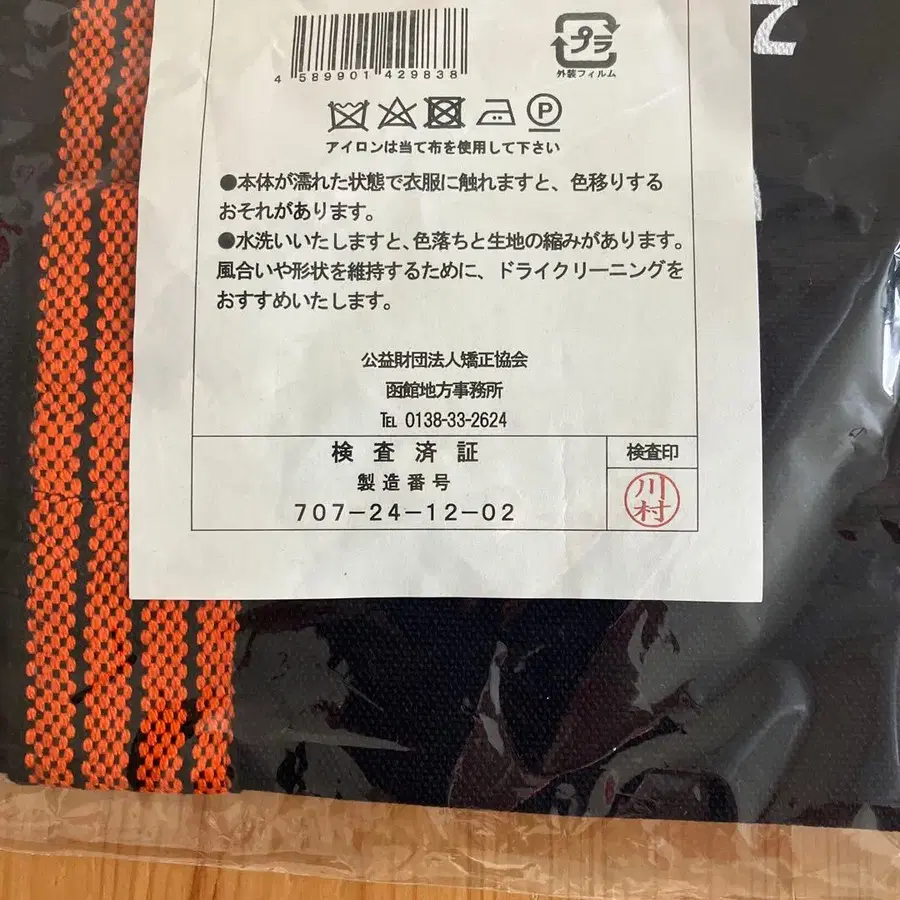 4 589901 429838
プラ
外装フィルム
P
アイロンは当て布を使用して下さい
●本体が濡れた状態で衣服に触れますと、色移りする
おそれがあります。
●水洗いいたしますと、色落ちと生地の縮みがあります。
風合いや形状を維持するために、ドライクリーニングを
おすすめいたします。
公益財団法人矯正協会
函館地方事務所
℡ 0138-33-2624
検査済証
検査印
製造番号
707-24-12-02
川村